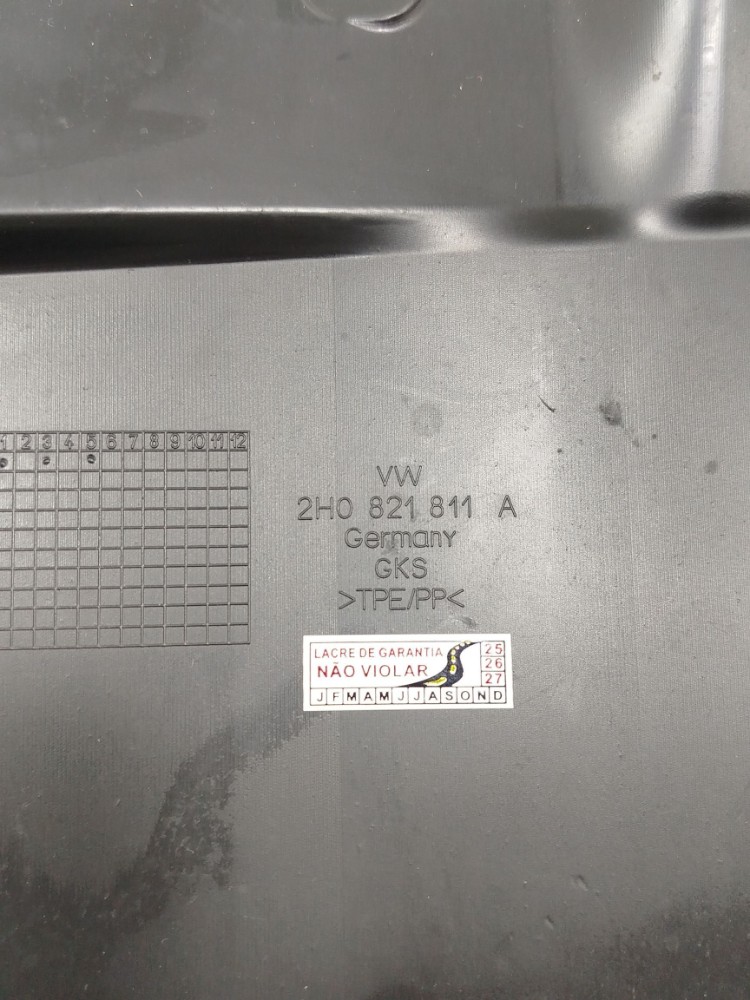 1 2 3 4 5 6 7 8 9 10 11 12
VW
2H0 821 811 A
Germany
GKS
>TPE/PP<
LACRE DE GARANTIA
NÃO VIOLAR
25
26
27
J F M A M J J A S O N D